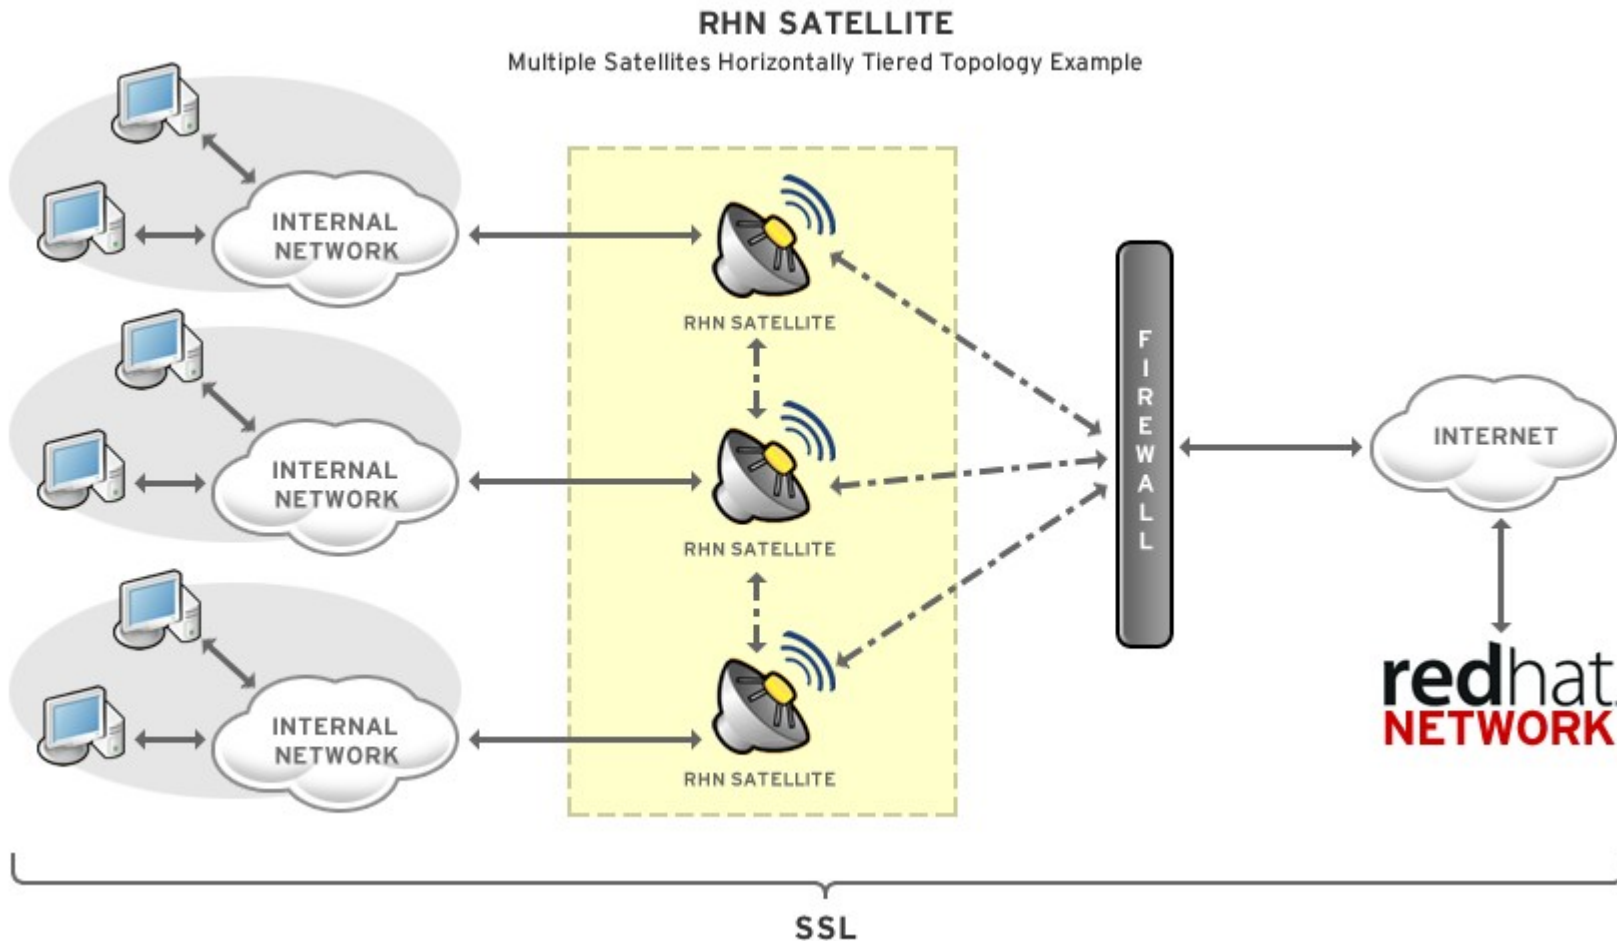 RHN SATELLITE
Multiple Satellites Horizontally Tiered Topology Example
INTERNAL
NETWORK
RHN SATELLITE
INTERNAL
NETWORK
RHN SATELLITE
INTERNAL
NETWORK
RHN SATELLITE
FIREWALL
INTERNET
redhat.
NETWORK
SSL